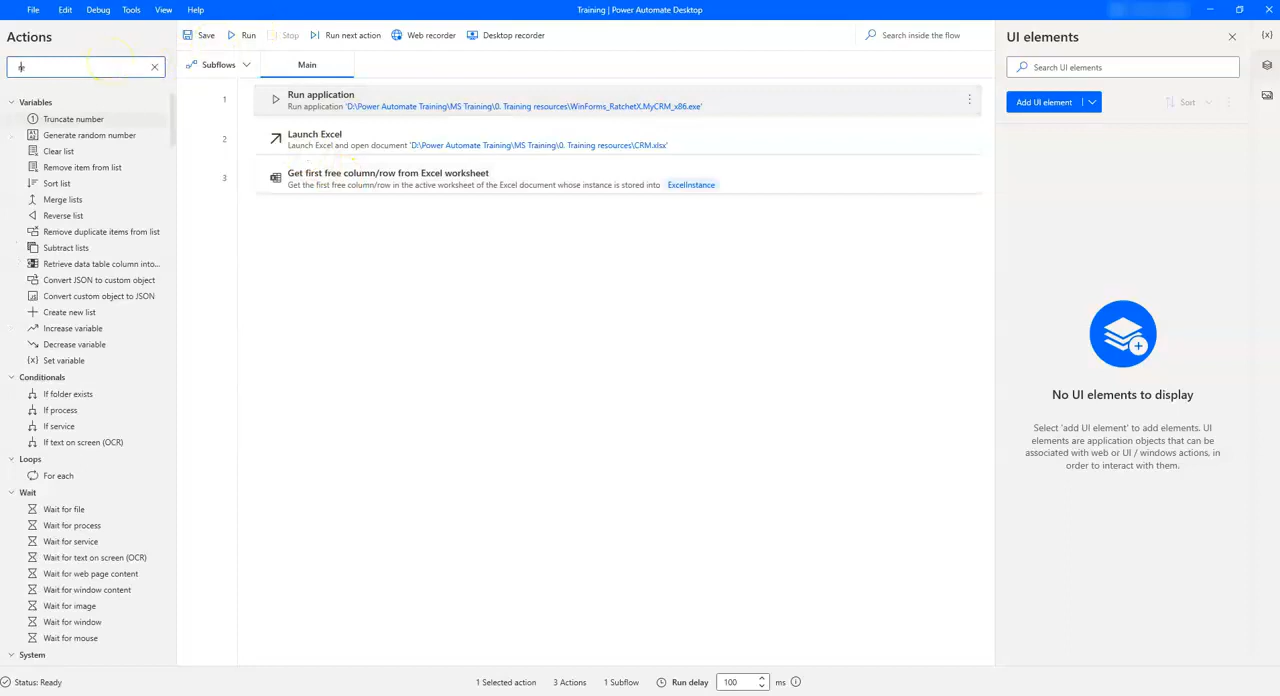 File Edit Debug Tools View Help
Training | Power Automate Desktop
Actions
Save Run Stop Run next action Web recorder Desktop recorder
Search inside the flow
UI elements
Subflows Main
Search UI elements
Add UI element Sort
Variables
Truncate number
Generate random number
Clear list
Remove item from list
Sort list
Merge lists
Reverse list
Remove duplicate items from list
Subtract lists
Retrieve data table column into...
Convert JSON to custom object
Convert custom object to JSON
Create new list
Increase variable
Decrease variable
{x} Set variable
Conditionals
If folder exists
If process
If service
If text on screen (OCR)
Loops
For each
Wait
Wait for file
Wait for process
Wait for service
Wait for text on screen (OCR)
Wait for web page content
Wait for window content
Wait for image
Wait for window
Wait for mouse
System
1 Run application
Run application 'D:\Power Automate Training\MS Training\0. Training resources\WinForms_RatchetX.MyCRM_x86.exe'
2 Launch Excel
Launch Excel and open document 'D:\Power Automate Training\MS Training\0. Training resources\CRM.xlsx'
3 Get first free column/row from Excel worksheet
Get the first free column/row in the active worksheet of the Excel document whose instance is stored into ExcelInstance
{x}
No UI elements to display
Select 'add UI element' to add elements. UI
elements are application objects that can be
associated with web or UI / windows actions, in
order to interact with them.
Status: Ready
1 Selected action 3 Actions 1 Subflow Run delay 100 ms